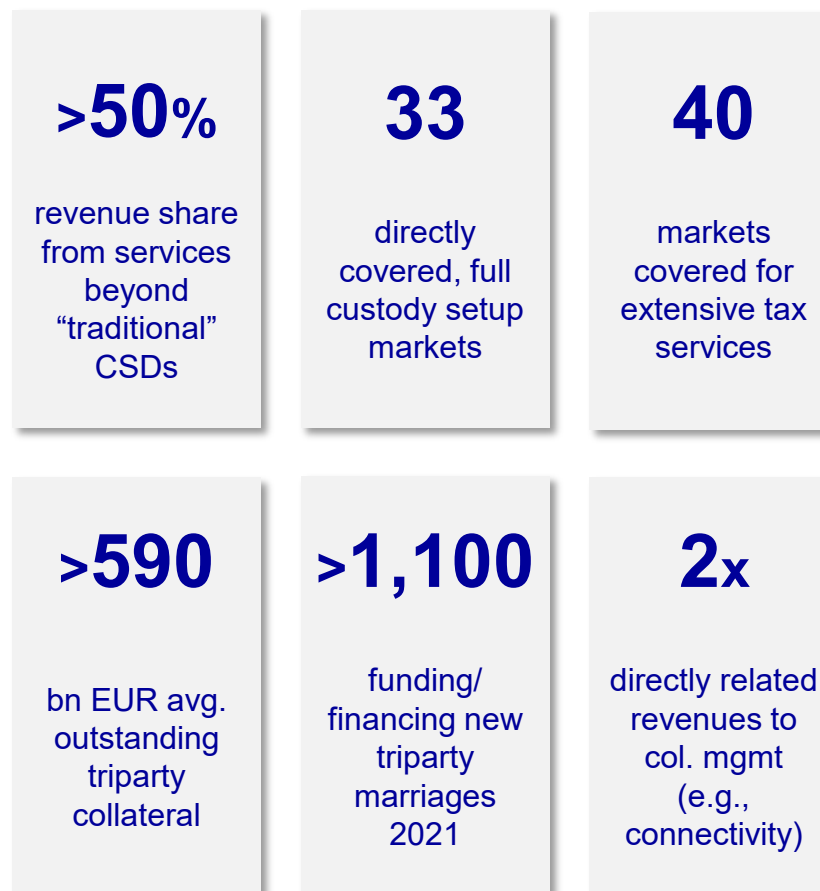 >50%
revenue share
from services
beyond
“traditional”
CSDs
33
directly
covered, full
custody setup
markets
40
markets
covered for
extensive tax
services
>590
bn EUR avg.
outstanding
triparty
collateral
>1,100
funding/
financing new
triparty
marriages
2021
2x
directly related
revenues to
col. mgmt
(e.g.,
connectivity)